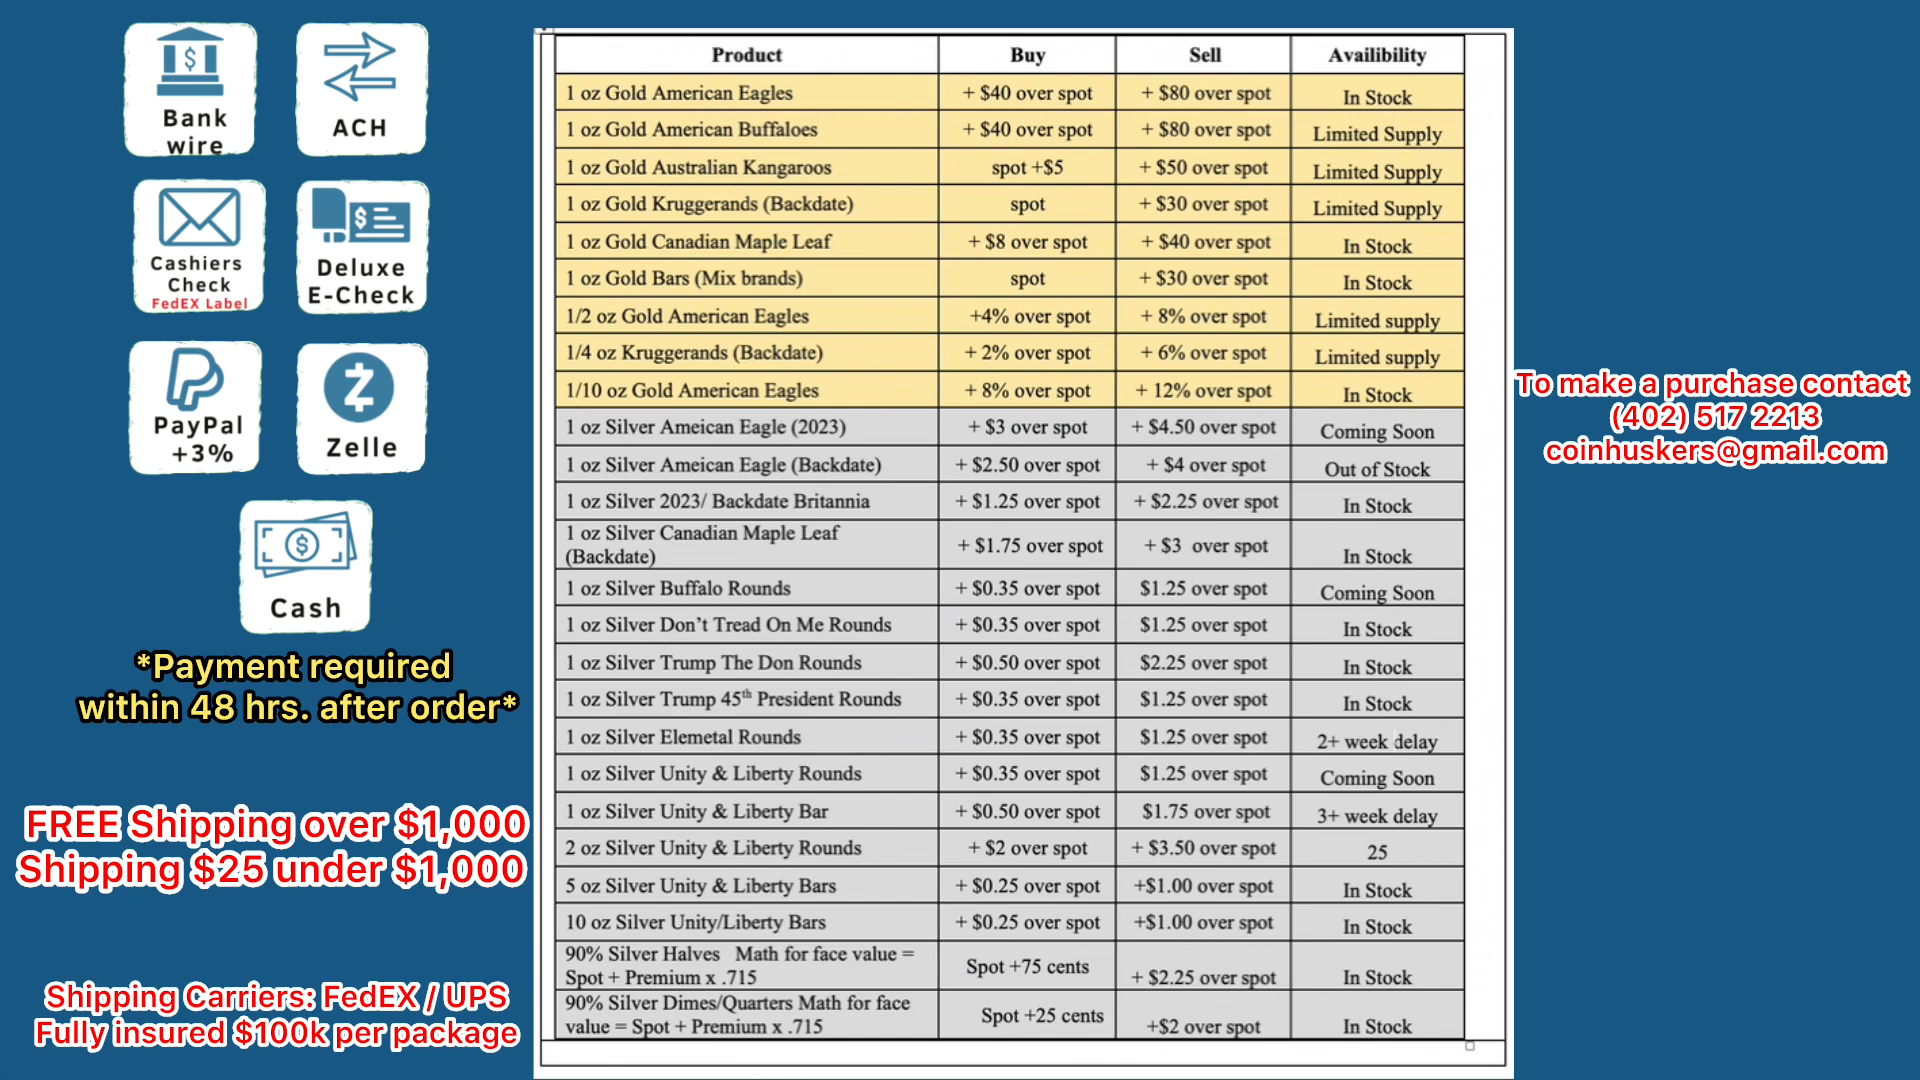 Bank
wire
ACH
Cashiers
Check
FedEX Label
Deluxe
E-Check
PayPal
+3%
Zelle
Cash
*Payment required
within 48 hrs. after order*
FREE Shipping over $1,000
Shipping $25 under $1,000
Shipping Carriers: FedEX / UPS
Fully insured $100k per package
Product Buy Sell Availibility
1 oz Gold American Eagles + $40 over spot + $80 over spot In Stock
1 oz Gold American Buffaloes + $40 over spot + $80 over spot Limited Supply
1 oz Gold Australian Kangaroos spot +$5 + $50 over spot Limited Supply
1 oz Gold Kruggerands (Backdate) spot + $30 over spot Limited Supply
1 oz Gold Canadian Maple Leaf + $8 over spot + $40 over spot In Stock
1 oz Gold Bars (Mix brands) spot + $30 over spot In Stock
1/2 oz Gold American Eagles +4% over spot + 8% over spot Limited supply
1/4 oz Kruggerands (Backdate) + 2% over spot + 6% over spot Limited supply
1/10 oz Gold American Eagles + 8% over spot + 12% over spot In Stock
1 oz Silver Ameican Eagle (2023) + $3 over spot + $4.50 over spot Coming Soon
1 oz Silver Ameican Eagle (Backdate) + $2.50 over spot + $4 over spot Out of Stock
1 oz Silver 2023/ Backdate Britannia + $1.25 over spot + $2.25 over spot In Stock
1 oz Silver Canadian Maple Leaf
(Backdate) + $1.75 over spot + $3 over spot In Stock
1 oz Silver Buffalo Rounds + $0.35 over spot $1.25 over spot Coming Soon
1 oz Silver Don’t Tread On Me Rounds + $0.35 over spot $1.25 over spot In Stock
1 oz Silver Trump The Don Rounds + $0.50 over spot $2.25 over spot In Stock
1 oz Silver Trump 45th President Rounds + $0.35 over spot $1.25 over spot In Stock
1 oz Silver Elemetal Rounds + $0.35 over spot $1.25 over spot 2+ week delay
1 oz Silver Unity & Liberty Rounds + $0.35 over spot $1.25 over spot Coming Soon
1 oz Silver Unity & Liberty Bar + $0.50 over spot $1.75 over spot 3+ week delay
2 oz Silver Unity & Liberty Rounds + $2 over spot + $3.50 over spot 25
5 oz Silver Unity & Liberty Bars + $0.25 over spot +$1.00 over spot In Stock
10 oz Silver Unity/Liberty Bars + $0.25 over spot +$1.00 over spot In Stock
90% Silver Halves Math for face value =
Spot + Premium x .715 Spot +75 cents + $2.25 over spot In Stock
90% Silver Dimes/Quarters Math for face
value = Spot + Premium x .715 Spot +25 cents +$2 over spot In Stock
To make a purchase contact
(402) 517 2213
coinhuskers@gmail.com